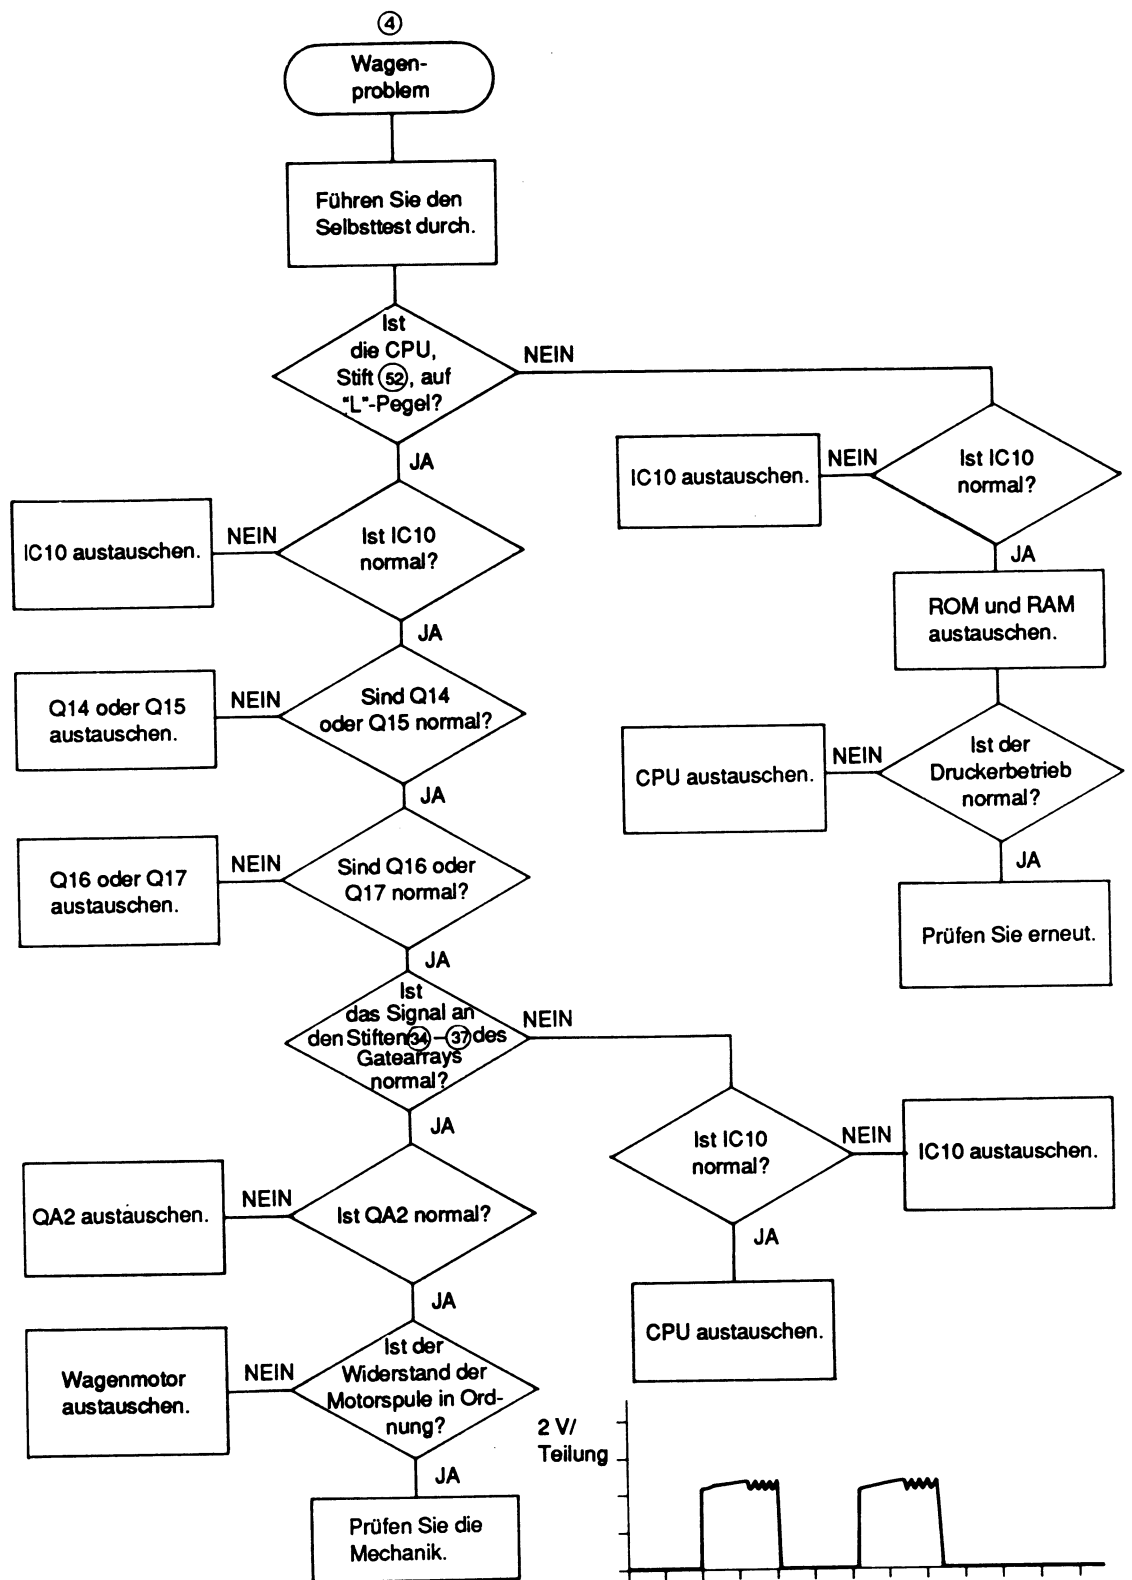 4
Wagen-
problem
Führen Sie den
Selbsttest durch.
Ist
die CPU,
Stift 52, auf
"L"-Pegel?
NEIN
JA
Ist IC10
normal?
NEIN
IC10 austauschen.
JA
ROM und RAM
austauschen.
Ist der
Druckerbetrieb
normal?
NEIN
CPU austauschen.
JA
Prüfen Sie erneut.
Ist IC10
normal?
NEIN
IC10 austauschen.
JA
Sind Q14
oder Q15 normal?
NEIN
Q14 oder Q15
austauschen.
JA
Sind Q16 oder
Q17 normal?
NEIN
Q16 oder Q17
austauschen.
JA
Ist
das Signal an
den Stiften 34 – 37 des
Gatearrays
normal?
NEIN
Ist IC10
normal?
NEIN
IC10 austauschen.
JA
CPU austauschen.
JA
Ist QA2 normal?
NEIN
QA2 austauschen.
JA
Ist der
Widerstand der
Motorspule in Ord-
nung?
NEIN
Wagenmotor
austauschen.
JA
Prüfen Sie die
Mechanik.
2 V/
Teilung